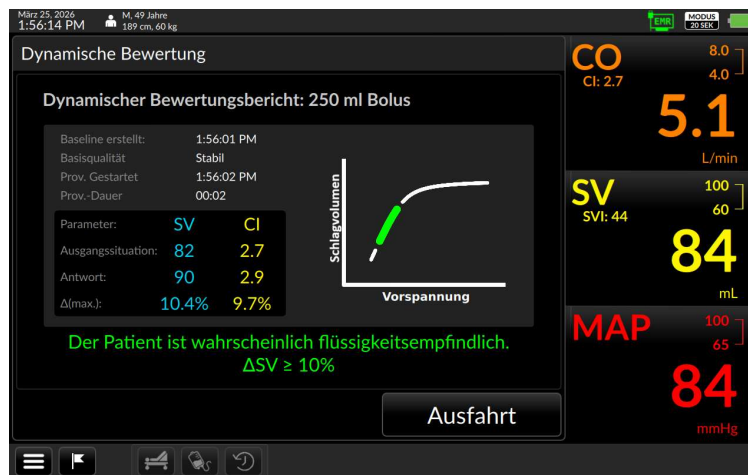 März 25, 2026
1:56:14 PM
M, 49 Jahre
189 cm, 60 kg
EMR
MODUS
20 SEK
Dynamische Bewertung
Dynamischer Bewertungsbericht: 250 ml Bolus
Baseline erstellt: 1:56:01 PM
Basisqualität Stabil
Prov. Gestartet 1:56:02 PM
Prov.-Dauer 00:02
Parameter: SV CI
Ausgangssituation: 82 2.7
Antwort: 90 2.9
Δ(max.): 10.4% 9.7%
Schlagvolumen
Vorspannung
Der Patient ist wahrscheinlich flüssigkeitsempfindlich.
ΔSV ≥ 10%
Ausfahrt
CO
CI: 2.7
8.0
4.0
5.1
L/min
SV
SVI: 44
100
60
84
mL
MAP
100
65
84
mmHg